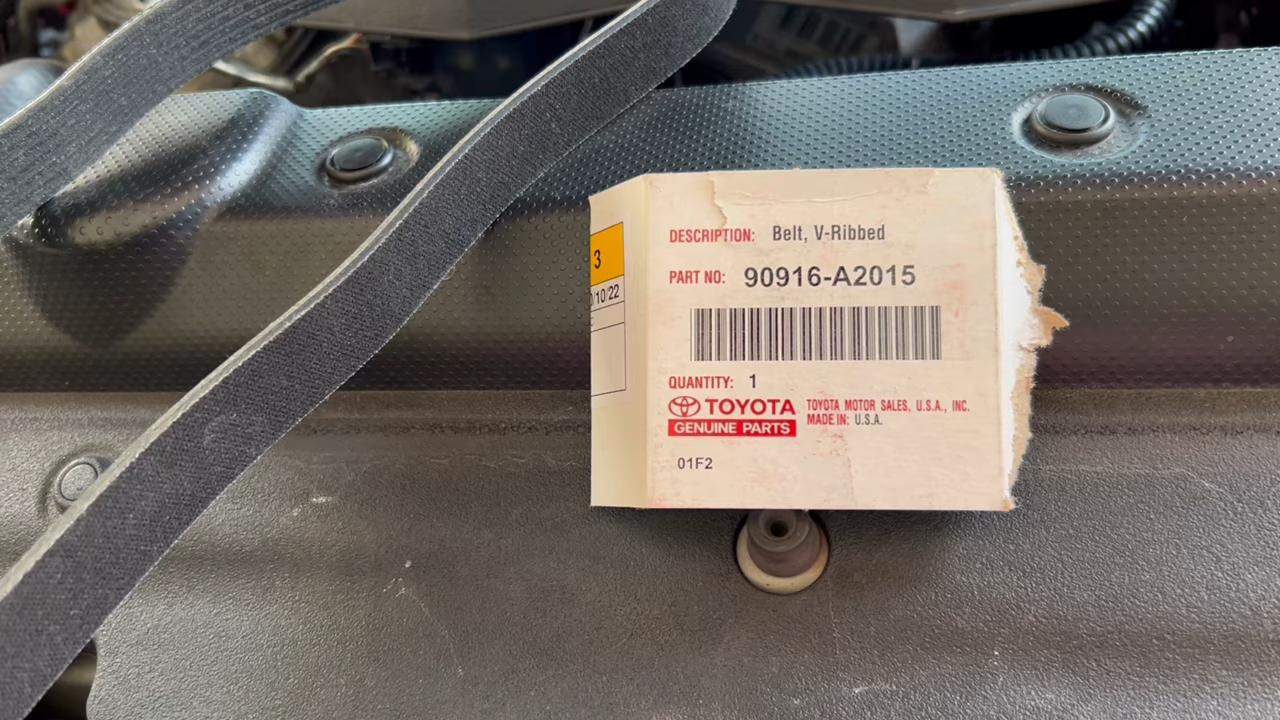 3
0/10/22
C
DESCRIPTION: Belt, V-Ribbed
PART NO: 90916-A2015
QUANTITY: 1
TOYOTA
GENUINE PARTS
TOYOTA MOTOR SALES, U.S.A., INC.
MADE IN: U.S.A.
01F2